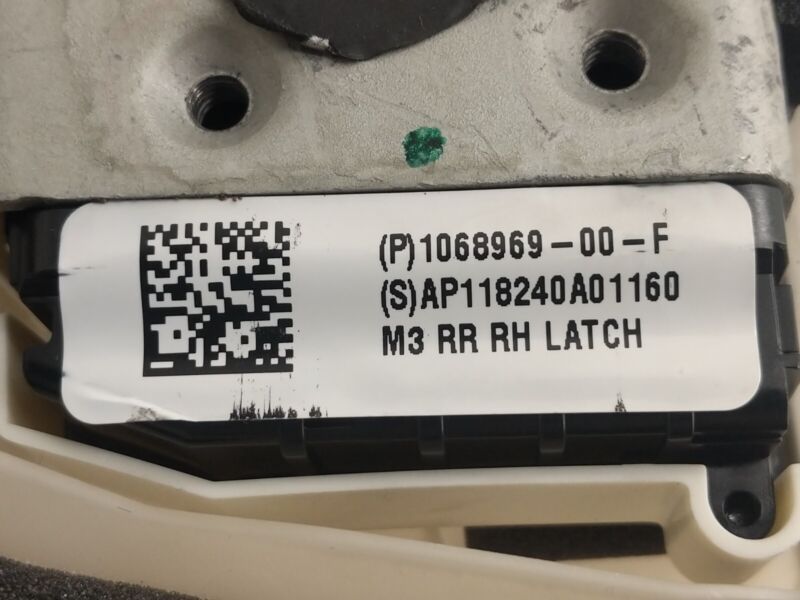 (P)1068969-00-F
(S)AP118240A01160
M3 RR RH LATCH